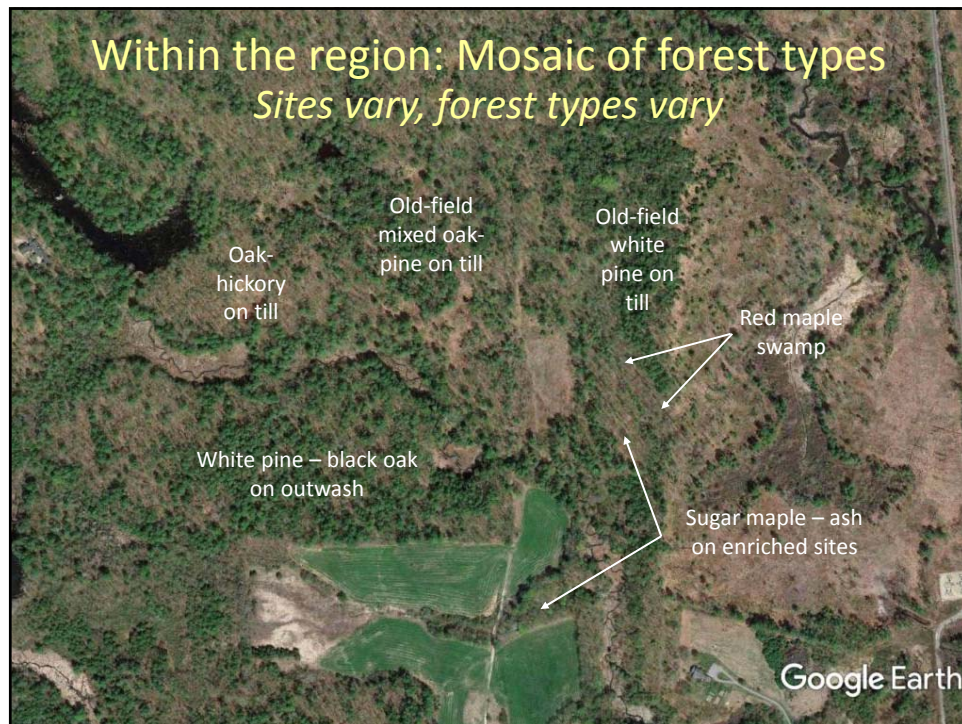 Within the region: Mosaic of forest types
Sites vary, forest types vary
Old-field
mixed oak-
pine on till
Old-field
white
pine on
till
Oak-
hickory
on till
Red maple
swamp
White pine – black oak
on outwash
Sugar maple – ash
on enriched sites
Google Earth